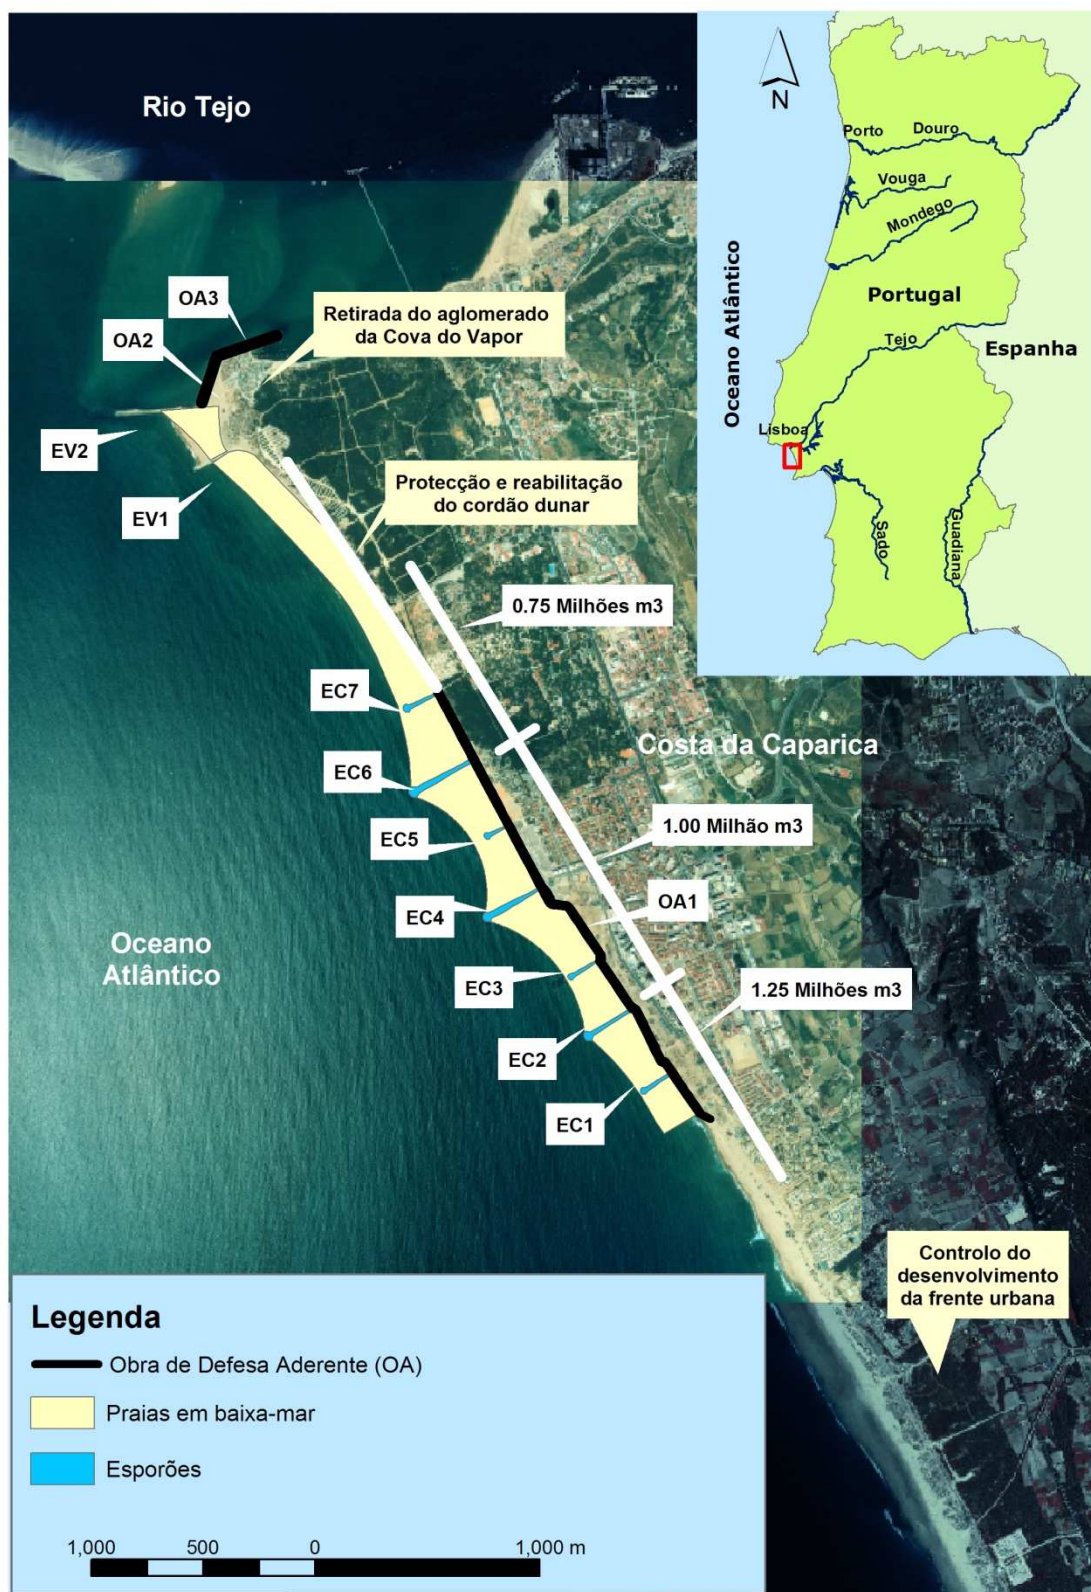 Rio Tejo
N
Porto
Douro
Vouga
Mondego
Oceano Atlântico
Portugal
Tejo
Espanha
Lisboa
Sado
Guadiana
OA3
OA2
Retirada do aglomerado
da Cova do Vapor
EV2
EV1
Protecção e reabilitação
do cordão dunar
0.75 Milhões m3
EC7
Costa da Caparica
EC6
EC5
1.00 Milhão m3
EC4
OA1
Oceano
Atlântico
EC3
1.25 Milhões m3
EC2
EC1
Controlo do
desenvolvimento
da frente urbana
Legenda
Obra de Defesa Aderente (OA)
Praias em baixa-mar
Esporões
1,000 500 0 1,000 m